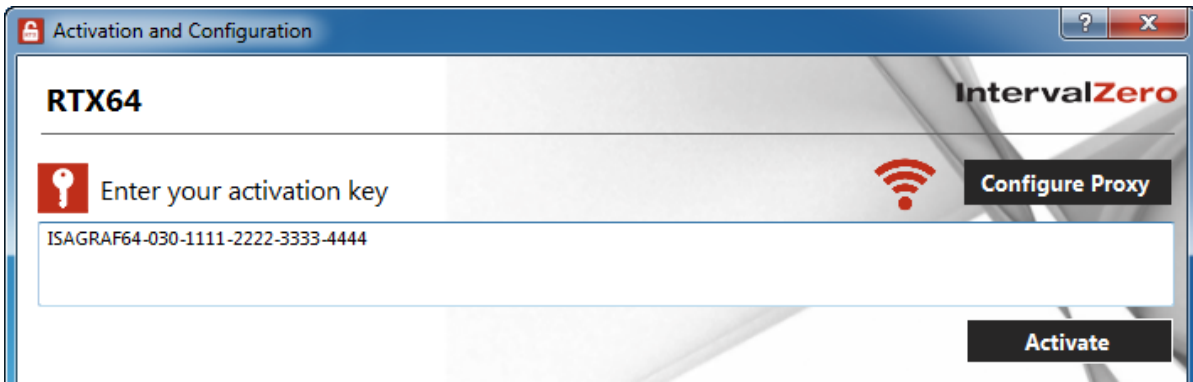 Activation and Configuration
RTX64
IntervalZero
Enter your activation key
Configure Proxy
ISAGRAF64-030-1111-2222-3333-4444
Activate